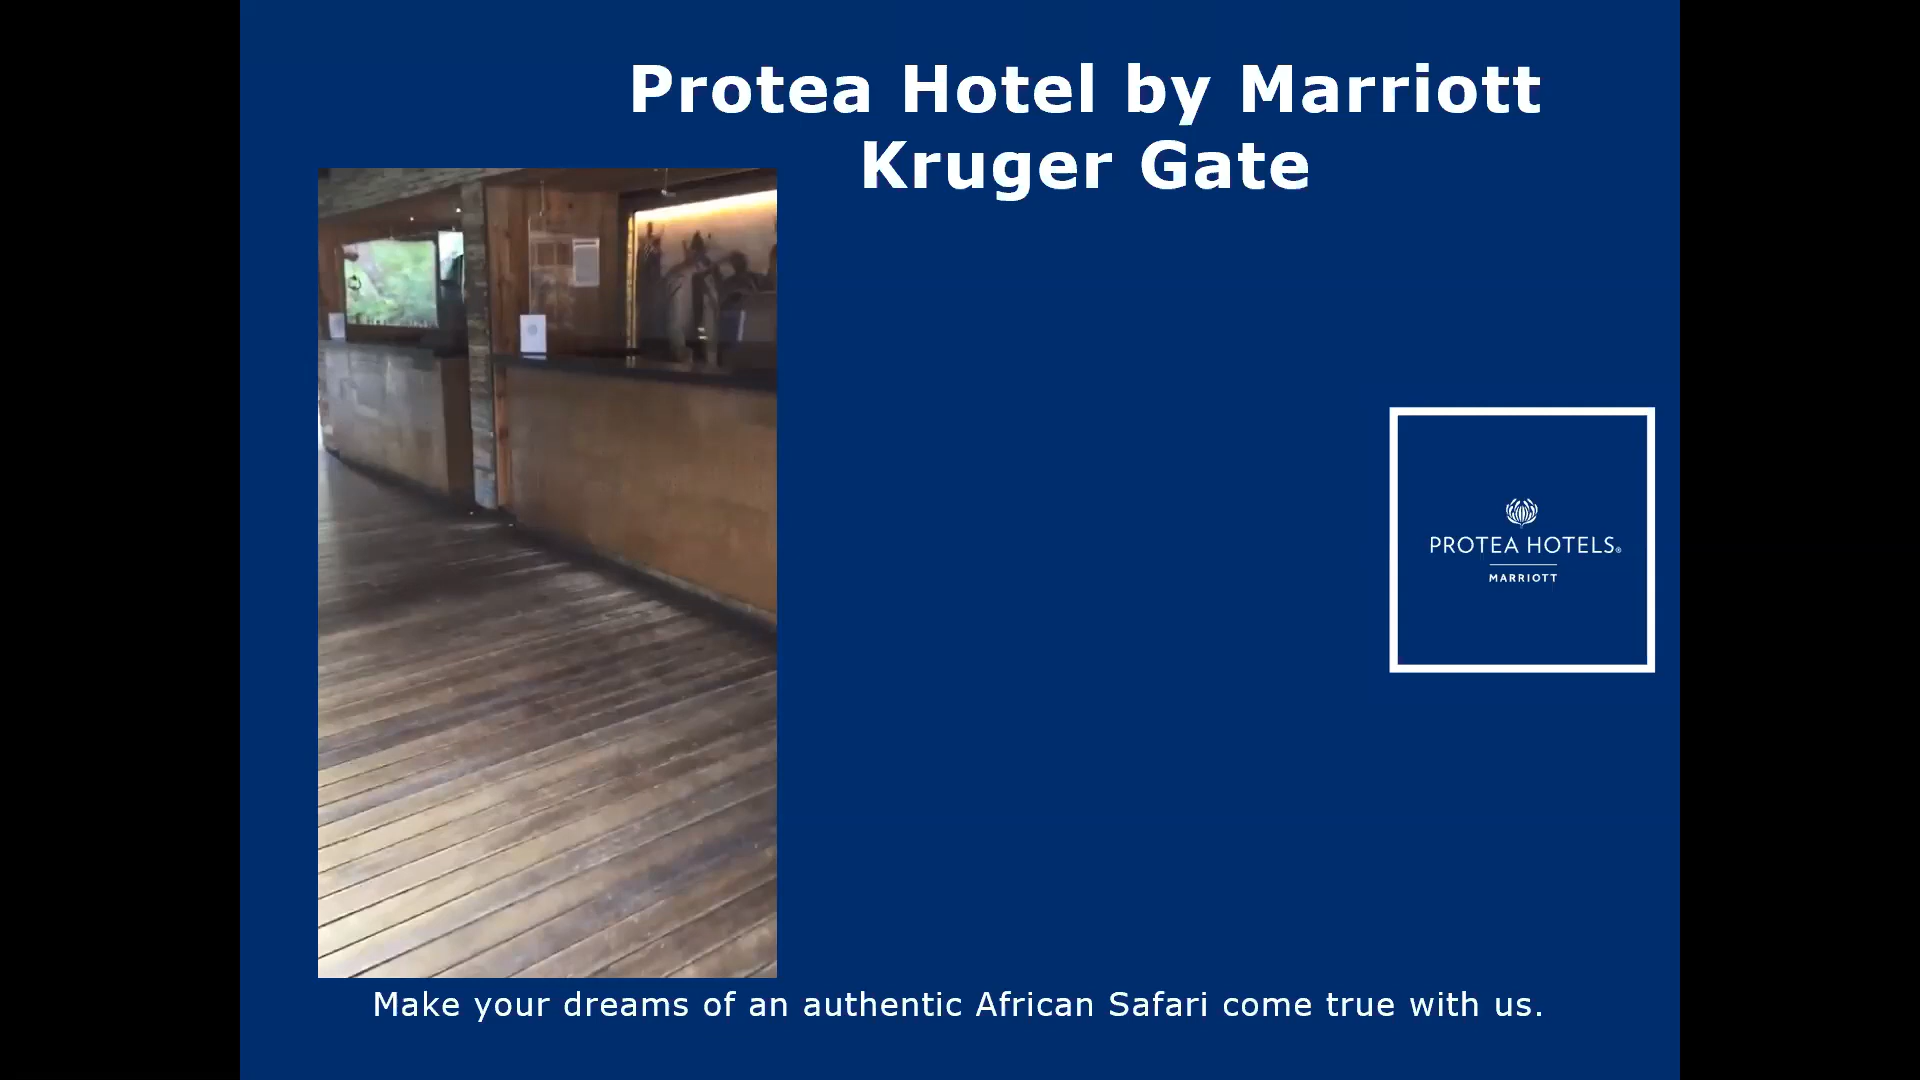 Protea Hotel by Marriott
Kruger Gate
PROTEA HOTELS®
MARRIOTT
Make your dreams of an authentic African Safari come true with us.